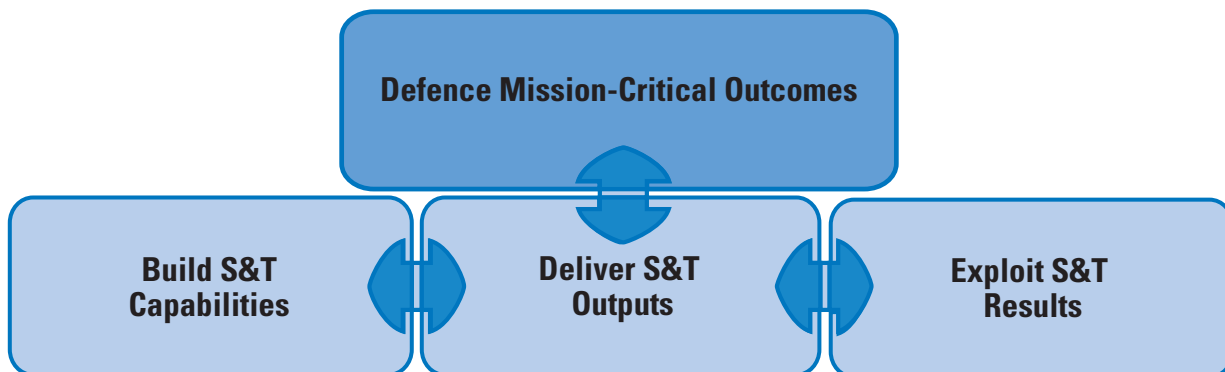 Defence Mission-Critical Outcomes
Build S&T
Capabilities
Deliver S&T
Outputs
Exploit S&T
Results